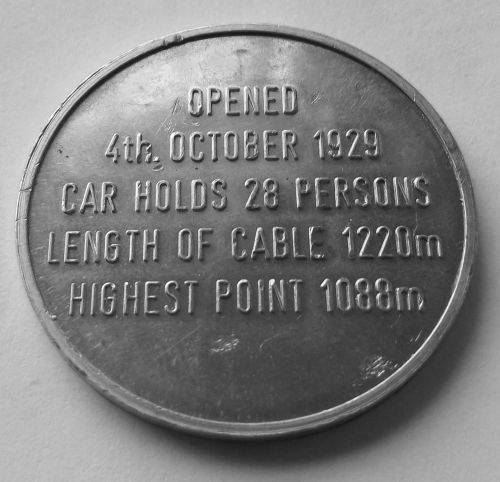 OPENED
4th. OCTOBER 1929
CAR HOLDS 28 PERSONS
LENGTH OF CABLE 1220m
HIGHEST POINT 1088m